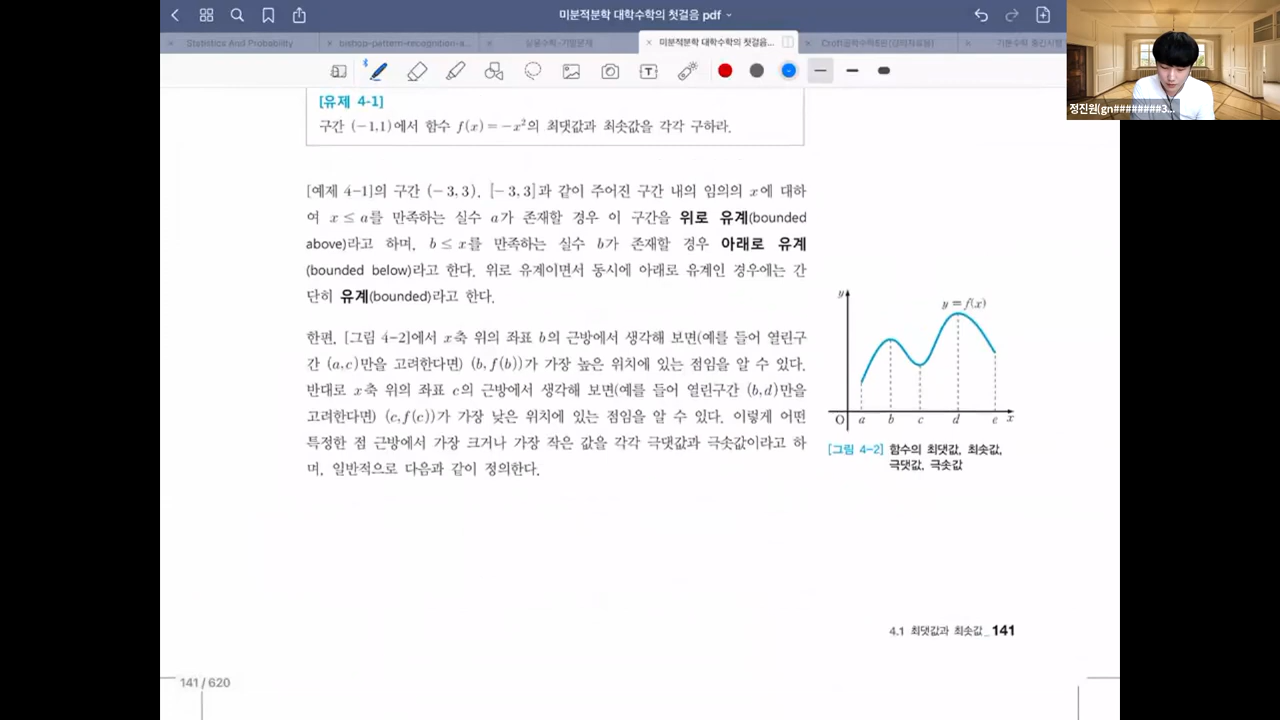 미분적분학 대학수학의 첫걸음 pdf
Statistics And Probability
bishop-pattern-recognition-a...
미분적분학 대학수학의 첫걸음...
정진원(gn########3...
[유제 4-1]
구간 (−1,1)에서 함수 f(x)=−x²의 최댓값과 최솟값을 각각 구하라.
[예제 4-1]의 구간 (−3,3), [−3,3]과 같이 주어진 구간 내의 임의의 x에 대하
여 x ≤ a를 만족하는 실수 a가 존재할 경우 이 구간을 위로 유계(bounded
above)라고 하며, b ≤ x를 만족하는 실수 b가 존재할 경우 아래로 유계
(bounded below)라고 한다. 위로 유계이면서 동시에 아래로 유계인 경우에는 간
단히 유계(bounded)라고 한다.
한편, [그림 4-2]에서 x축 위의 좌표 b의 근방에서 생각해 보면(예를 들어 열린구
간 (a,c)만을 고려한다면) (b,f(b))가 가장 높은 위치에 있는 점임을 알 수 있다.
반대로 x축 위의 좌표 c의 근방에서 생각해 보면(예를 들어 열린구간 (b,d)만을
고려한다면) (c,f(c))가 가장 낮은 위치에 있는 점임을 알 수 있다. 이렇게 어떤
특정한 점 근방에서 가장 크거나 가장 작은 값을 각각 극댓값과 극솟값이라고 하
며, 일반적으로 다음과 같이 정의한다.
y
y = f(x)
O a b c d e x
[그림 4-2] 함수의 최댓값, 최솟값,
극댓값, 극솟값
4.1 최댓값과 최솟값_141
141 / 620